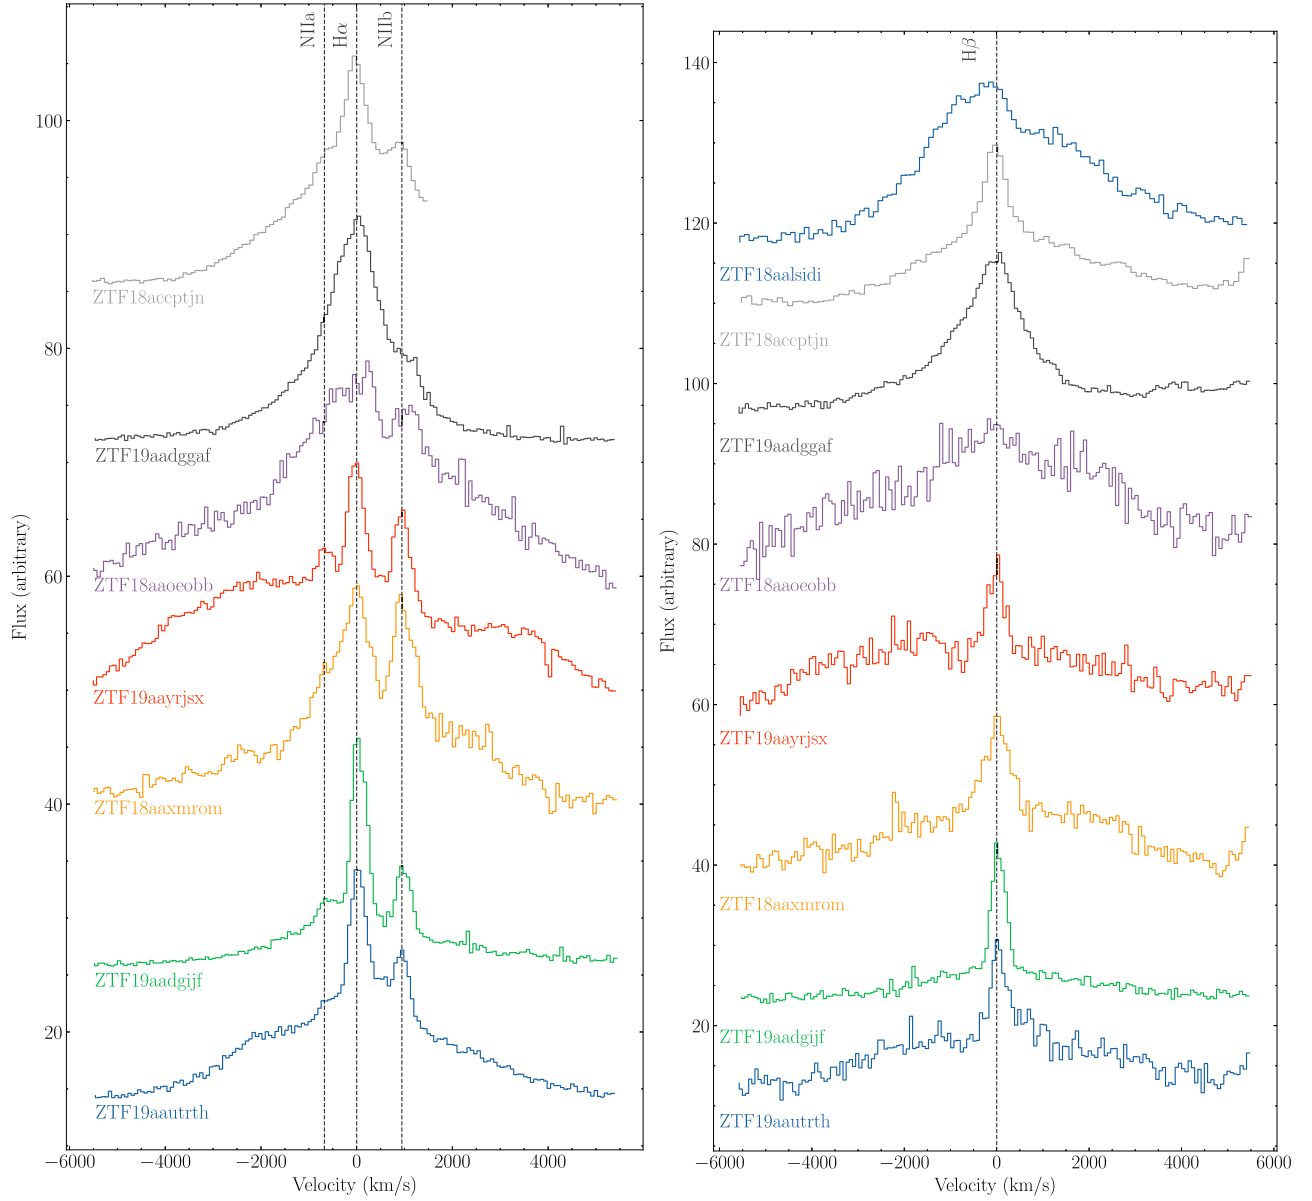 NIIa
Hα
NIIb
100
80
60
40
20
Flux (arbitrary)
ZTF18accptjn
ZTF19aadggaf
ZTF18aaoeobb
ZTF19aayrjsx
ZTF18aaxmrom
ZTF19aadgijf
ZTF19aautrth
−6000 −4000 −2000 0 2000 4000
Velocity (km/s)
Hβ
140
120
100
80
60
40
20
Flux (arbitrary)
ZTF18aalsidi
ZTF18accptjn
ZTF19aadggaf
ZTF18aaoeobb
ZTF19aayrjsx
ZTF18aaxmrom
ZTF19aadgijf
ZTF19aautrth
−6000 −4000 −2000 0 2000 4000 6000
Velocity (km/s)